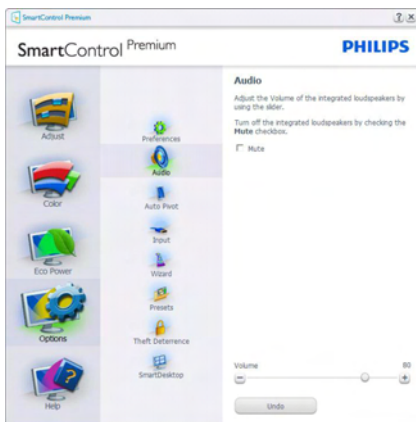 SmartControl Premium
SmartControl Premium
PHILIPS
Adjust
Color
Eco Power
Options
Help
Preferences
Audio
Auto Pivot
Input
Wizard
Presets
Theft Deterrence
SmartDesktop
Audio
Adjust the Volume of the integrated loudspeakers by
using the slider.
Turn off the integrated loudspeakers by checking the
Mute checkbox.
Mute
Volume 80
Undo